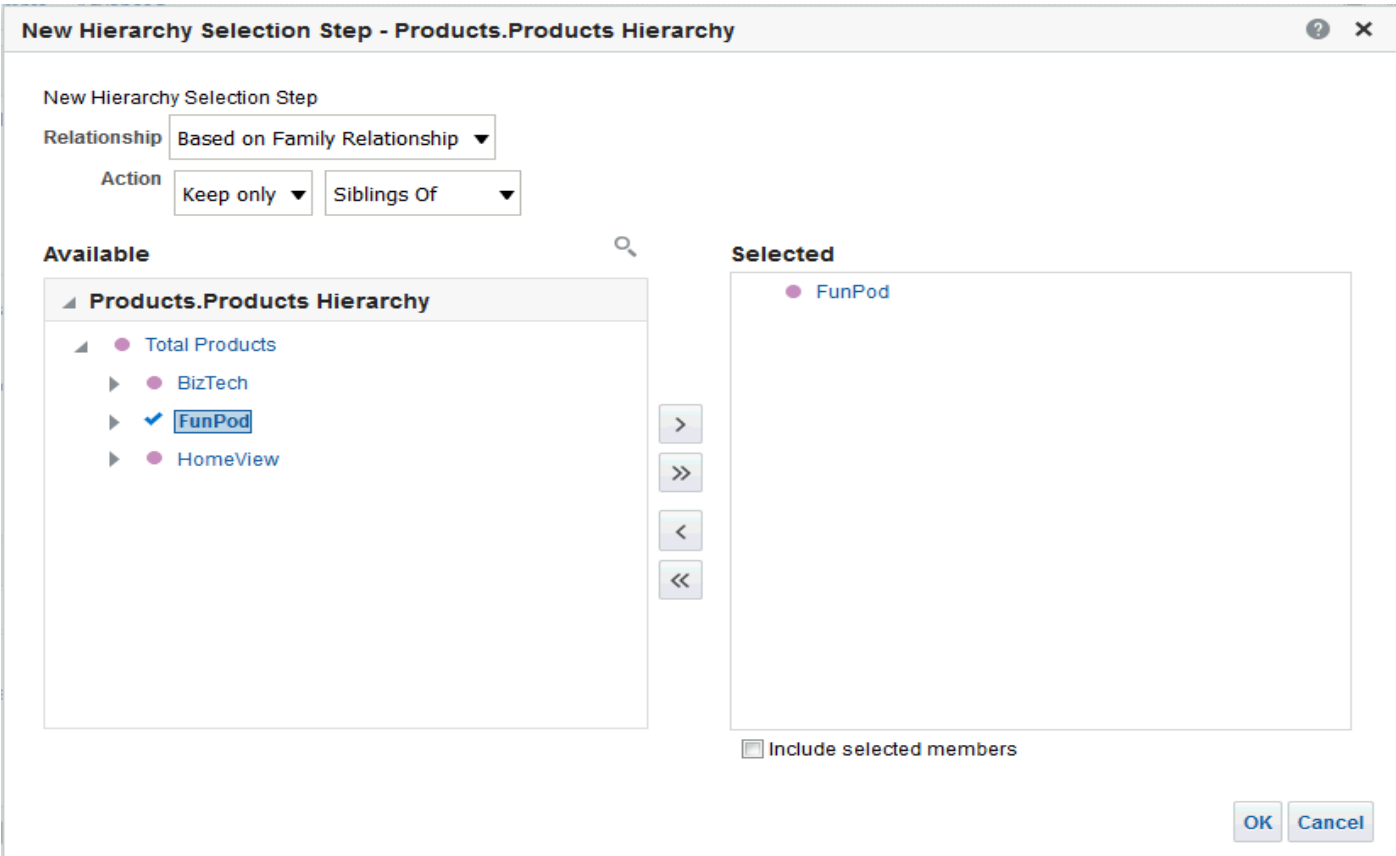 New Hierarchy Selection Step - Products.Products Hierarchy
New Hierarchy Selection Step
Relationship Based on Family Relationship
Action Keep only Siblings Of
Available
Selected
Products.Products Hierarchy
FunPod
Total Products
BizTech
FunPod
HomeView
Include selected members
OK Cancel